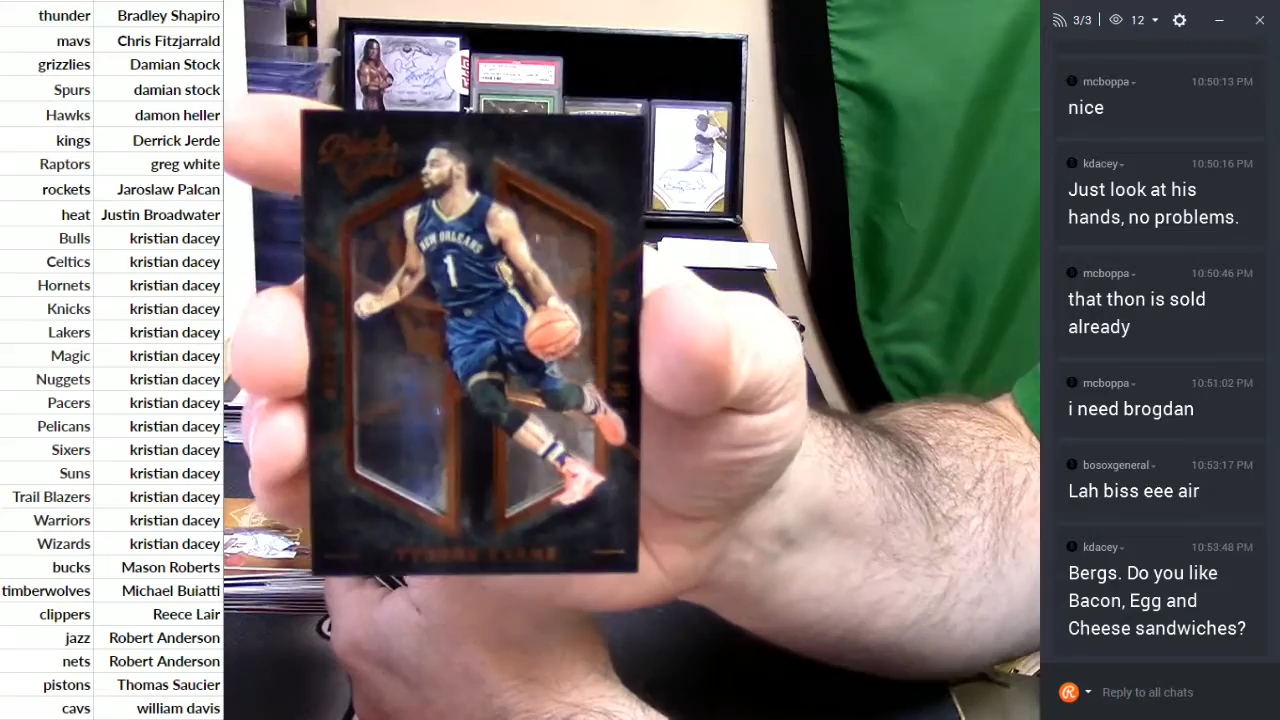 thunder Bradley Shapiro
mavs Chris Fitzjarrald
grizzlies Damian Stock
Spurs damian stock
Hawks damon heller
kings Derrick Jerde
Raptors greg white
rockets Jaroslaw Palcan
heat Justin Broadwater
Bulls kristian dacey
Celtics kristian dacey
Hornets kristian dacey
Knicks kristian dacey
Lakers kristian dacey
Magic kristian dacey
Nuggets kristian dacey
Pacers kristian dacey
Pelicans kristian dacey
Sixers kristian dacey
Suns kristian dacey
Trail Blazers kristian dacey
Warriors kristian dacey
Wizards kristian dacey
bucks Mason Roberts
timberwolves Michael Buiatti
clippers Reece Lair
jazz Robert Anderson
nets Robert Anderson
pistons Thomas Saucier
cavs william davis
NEW ORLEANS
1
TYREKE EVANS
3/3 12
mcboppa 10:50:13 PM
nice
kdacey 10:50:16 PM
Just look at his
hands, no problems.
mcboppa 10:50:46 PM
that thon is sold
already
mcboppa 10:51:02 PM
i need brogdan
bosoxgeneral 10:53:17 PM
Lah biss eee air
kdacey 10:53:48 PM
Bergs. Do you like
Bacon, Egg and
Cheese sandwiches?
Reply to all chats